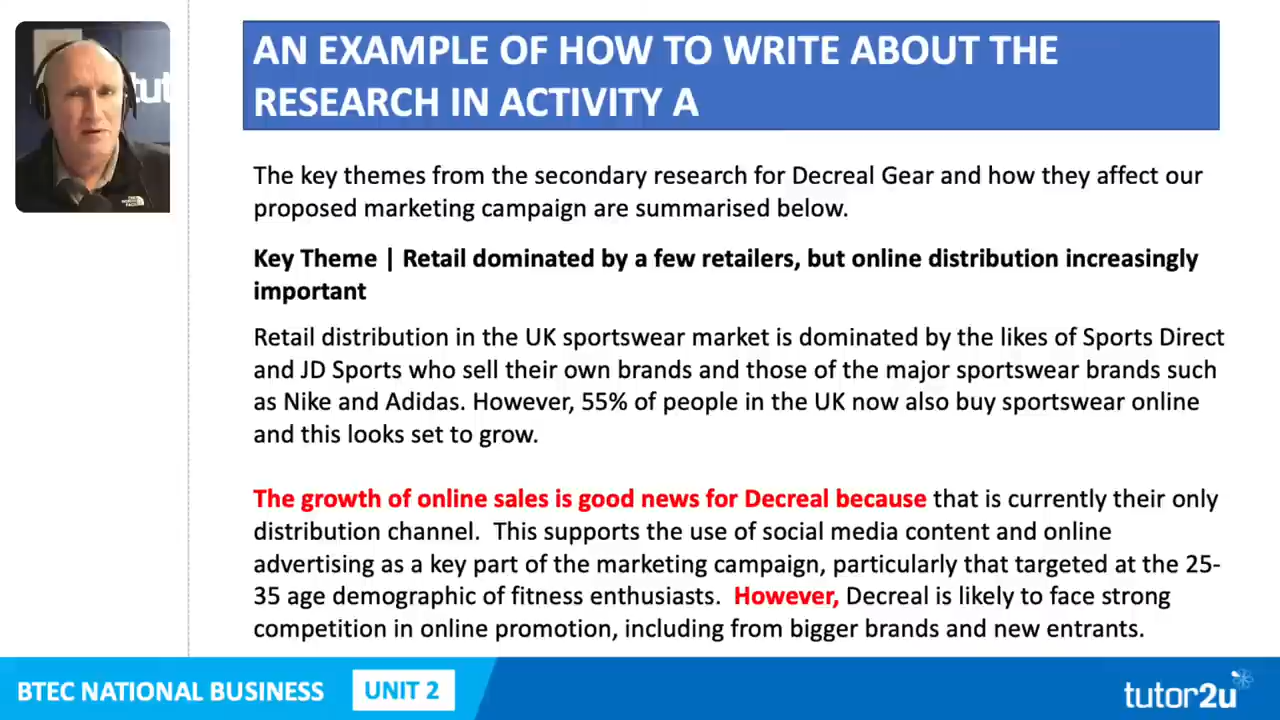 AN EXAMPLE OF HOW TO WRITE ABOUT THE
RESEARCH IN ACTIVITY A
The key themes from the secondary research for Decreal Gear and how they affect our
proposed marketing campaign are summarised below.
Key Theme | Retail dominated by a few retailers, but online distribution increasingly
important
Retail distribution in the UK sportswear market is dominated by the likes of Sports Direct
and JD Sports who sell their own brands and those of the major sportswear brands such
as Nike and Adidas. However, 55% of people in the UK now also buy sportswear online
and this looks set to grow.
The growth of online sales is good news for Decreal because that is currently their only
distribution channel. This supports the use of social media content and online
advertising as a key part of the marketing campaign, particularly that targeted at the 25-
35 age demographic of fitness enthusiasts. However, Decreal is likely to face strong
competition in online promotion, including from bigger brands and new entrants.
BTEC NATIONAL BUSINESS
UNIT 2
tutor2u